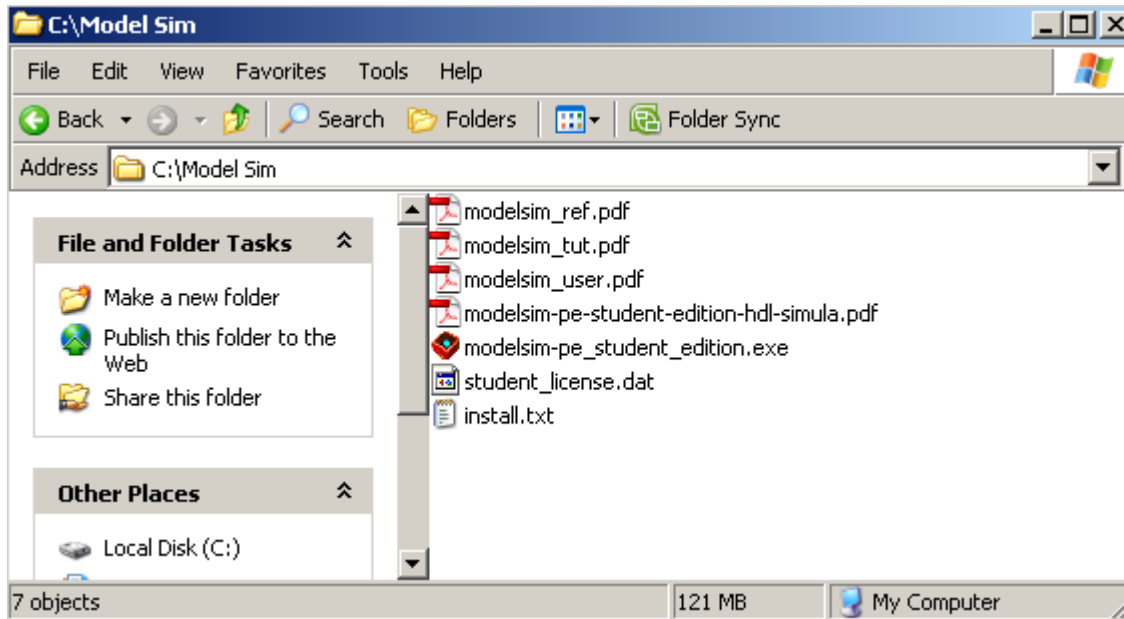 C:\Model Sim
File Edit View Favorites Tools Help
Back Search Folders Folder Sync
Address C:\Model Sim
File and Folder Tasks
Make a new folder
Publish this folder to the
Web
Share this folder
Other Places
Local Disk (C:)
modelsim_ref.pdf
modelsim_tut.pdf
modelsim_user.pdf
modelsim-pe-student-edition-hdl-simula.pdf
modelsim-pe_student_edition.exe
student_license.dat
install.txt
7 objects 121 MB My Computer